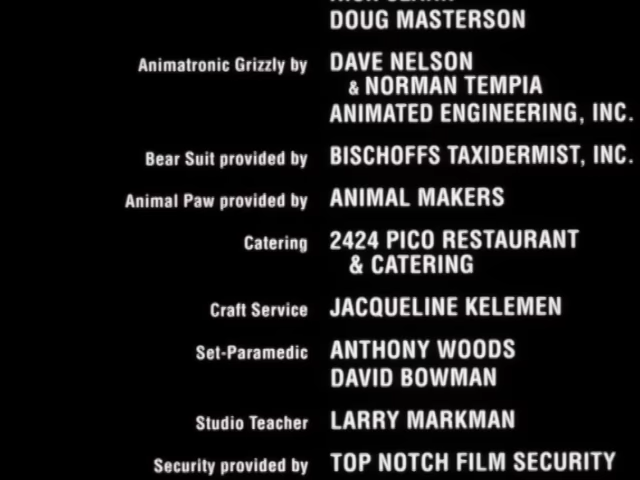 DOUG MASTERSON
Animatronic Grizzly by DAVE NELSON
& NORMAN TEMPIA
ANIMATED ENGINEERING, INC.
Bear Suit provided by BISCHOFFS TAXIDERMIST, INC.
Animal Paw provided by ANIMAL MAKERS
Catering 2424 PICO RESTAURANT
& CATERING
Craft Service JACQUELINE KELEMEN
Set-Paramedic ANTHONY WOODS
DAVID BOWMAN
Studio Teacher LARRY MARKMAN
Security provided by TOP NOTCH FILM SECURITY